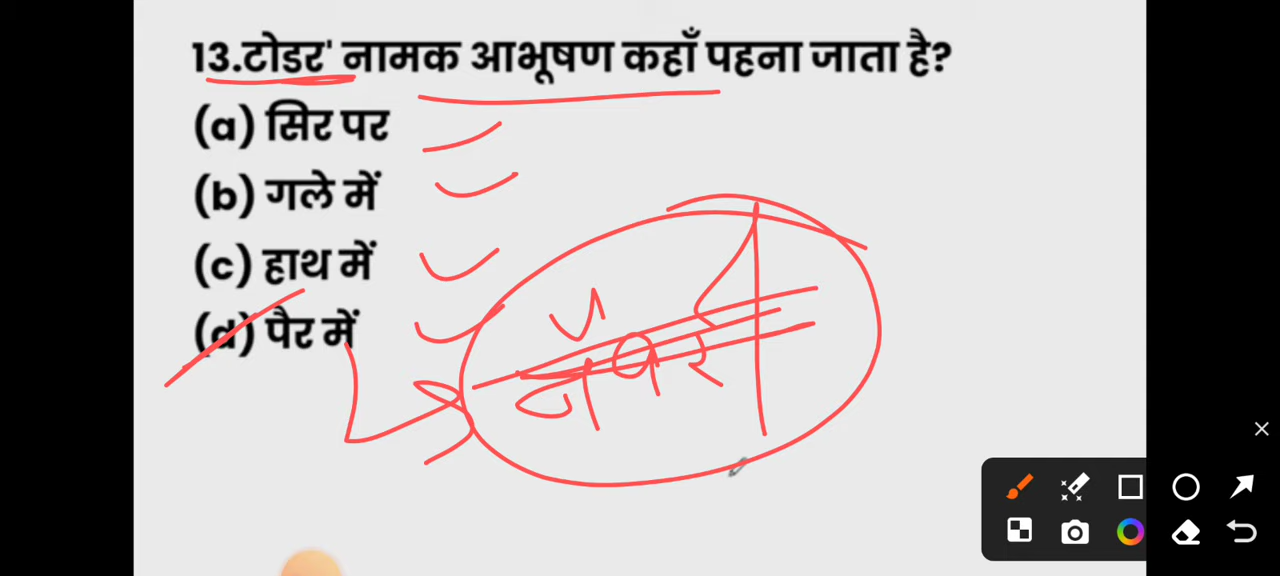 13.टोडर' नामक आभूषण कहाँ पहना जाता है?
(a) सिर पर
(b) गले में
(c) हाथ में
(d) पैर में